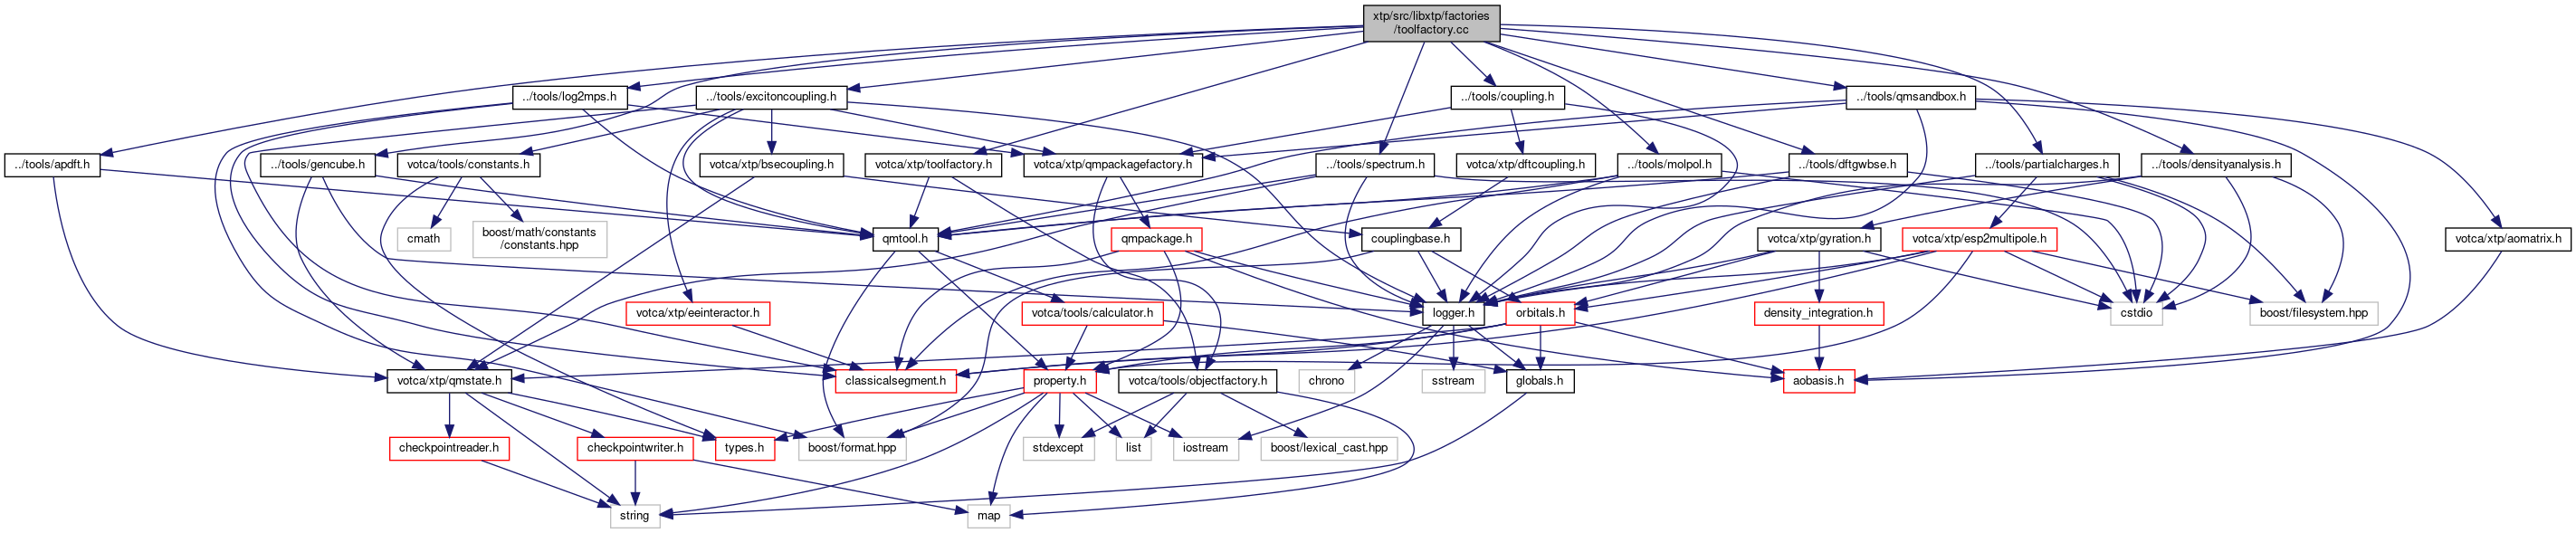 xtp/src/libxtp/factories
/toolfactory.cc
../tools/log2mps.h
../tools/excitoncoupling.h
../tools/coupling.h
../tools/qmsandbox.h
../tools/apdft.h
../tools/gencube.h
votca/tools/constants.h
votca/xtp/bsecoupling.h
votca/xtp/toolfactory.h
votca/xtp/qmpackagefactory.h
../tools/spectrum.h
votca/xtp/dftcoupling.h
../tools/molpol.h
../tools/dftgwbse.h
../tools/partialcharges.h
../tools/densityanalysis.h
cmath
boost/math/constants
/constants.hpp
qmtool.h
qmpackage.h
couplingbase.h
votca/xtp/gyration.h
votca/xtp/esp2multipole.h
votca/xtp/aomatrix.h
votca/xtp/eeinteractor.h
votca/tools/calculator.h
logger.h
orbitals.h
density_integration.h
cstdio
boost/filesystem.hpp
votca/xtp/qmstate.h
classicalsegment.h
property.h
votca/tools/objectfactory.h
chrono
sstream
globals.h
aobasis.h
checkpointreader.h
checkpointwriter.h
types.h
boost/format.hpp
stdexcept
list
iostream
boost/lexical_cast.hpp
string
map